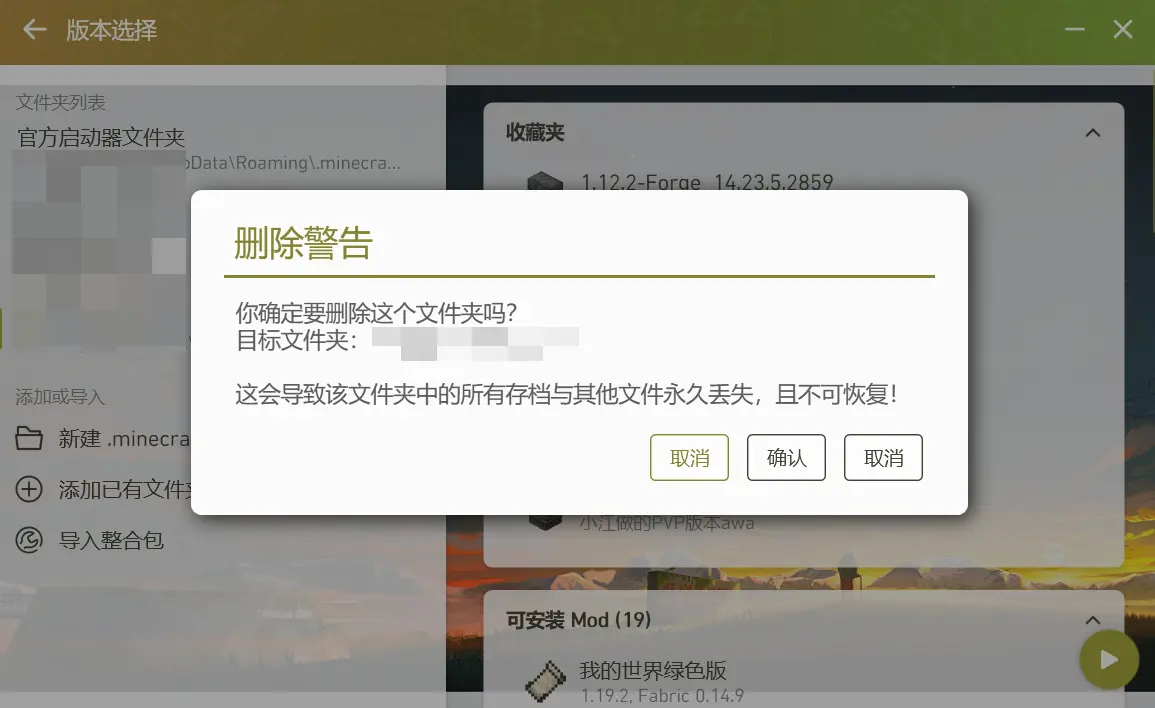 版本选择
文件夹列表
官方启动器文件夹
Data\Roaming\.minecra...
添加或导入
新建 .minecra
添加已有文件夹
导入整合包
收藏夹
1.12.2-Forge_14.23.5.2859
删除警告
你确定要删除这个文件夹吗?
目标文件夹:
这会导致该文件夹中的所有存档与其他文件永久丢失，且不可恢复!
取消 确认 取消
小江做的PVP版本awa
可安装 Mod (19)
我的世界绿色版
1.19.2, Fabric 0.14.9